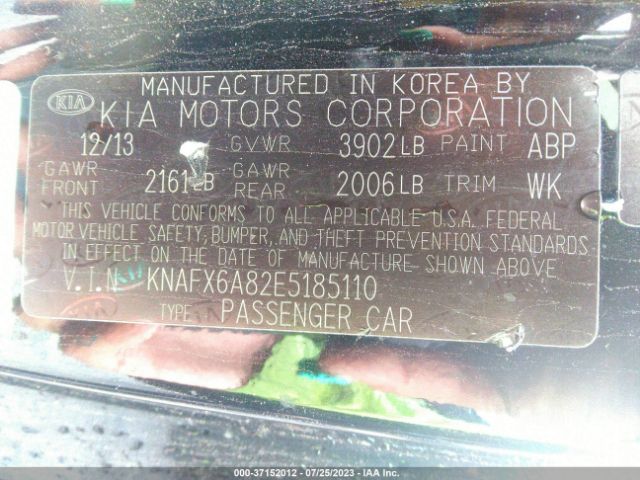 MANUFACTURED IN KOREA BY
KIA KIA MOTORS CORPORATION
12/13 GVWR 3902LB PAINT ABP
GAWR FRONT 2161LB GAWR REAR 2006LB TRIM WK
THIS VEHICLE CONFORMS TO ALL APPLICABLE U.S.A. FEDERAL
MOTOR VEHICLE SAFETY, BUMPER, AND THEFT PREVENTION STANDARDS
IN EFFECT ON THE DATE OF MANUFACTURE SHOWN ABOVE
V.I.N KNAFX6A82E5185110
TYPE PASSENGER CAR
000-37152012 - 07/25/2023 - IAA Inc.